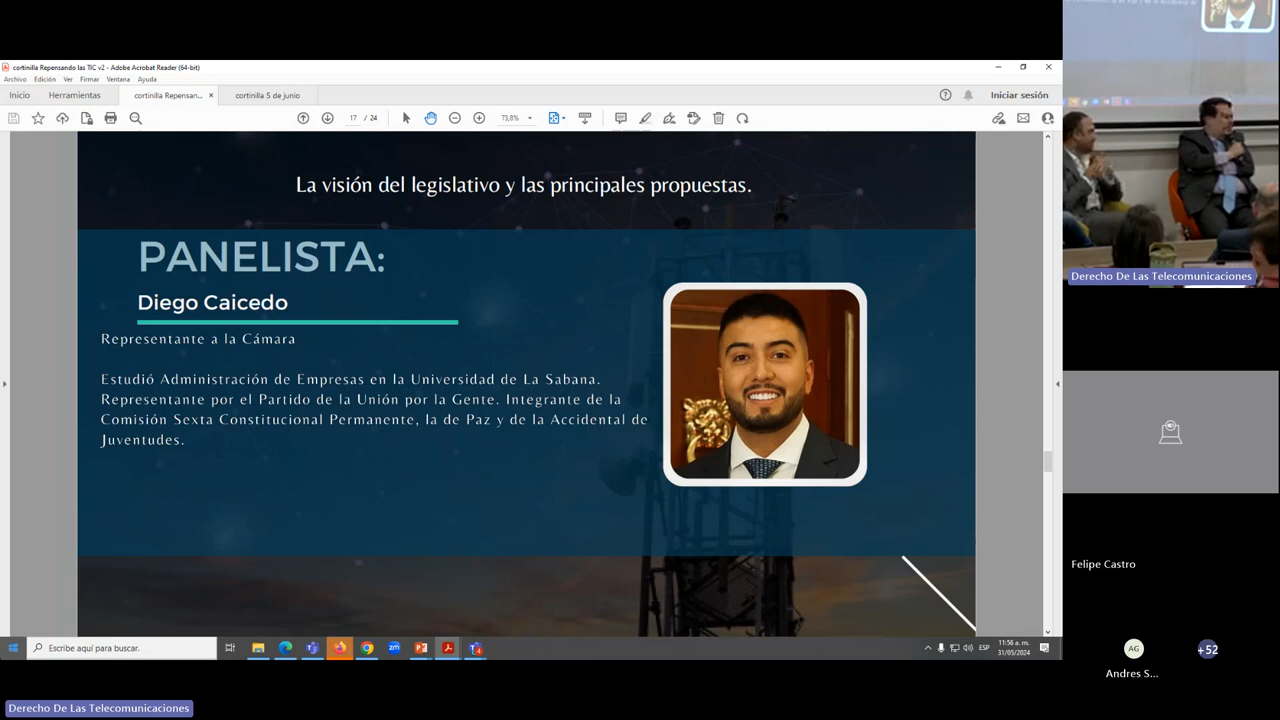 cortinilla Repensando las TIC v2 - Adobe Acrobat Reader (64-bit)
Archivo Edición Ver Firmar Ventana Ayuda
Inicio Herramientas cortinilla Repensan... × cortinilla 5 de junio Iniciar sesión
17 / 24 73,8%
La visión del legislativo y las principales propuestas.
PANELISTA:
Diego Caicedo
Representante a la Cámara
Estudió Administración de Empresas en la Universidad de La Sabana.
Representante por el Partido de la Unión por la Gente. Integrante de la
Comisión Sexta Constitucional Permanente, la de Paz y de la Accidental de
Juventudes.
Derecho De Las Telecomunicaciones
Felipe Castro
AG
+52
Andres S...
Escribe aquí para buscar.
zm
ESP
11:56 a. m.
31/05/2024
Derecho De Las Telecomunicaciones